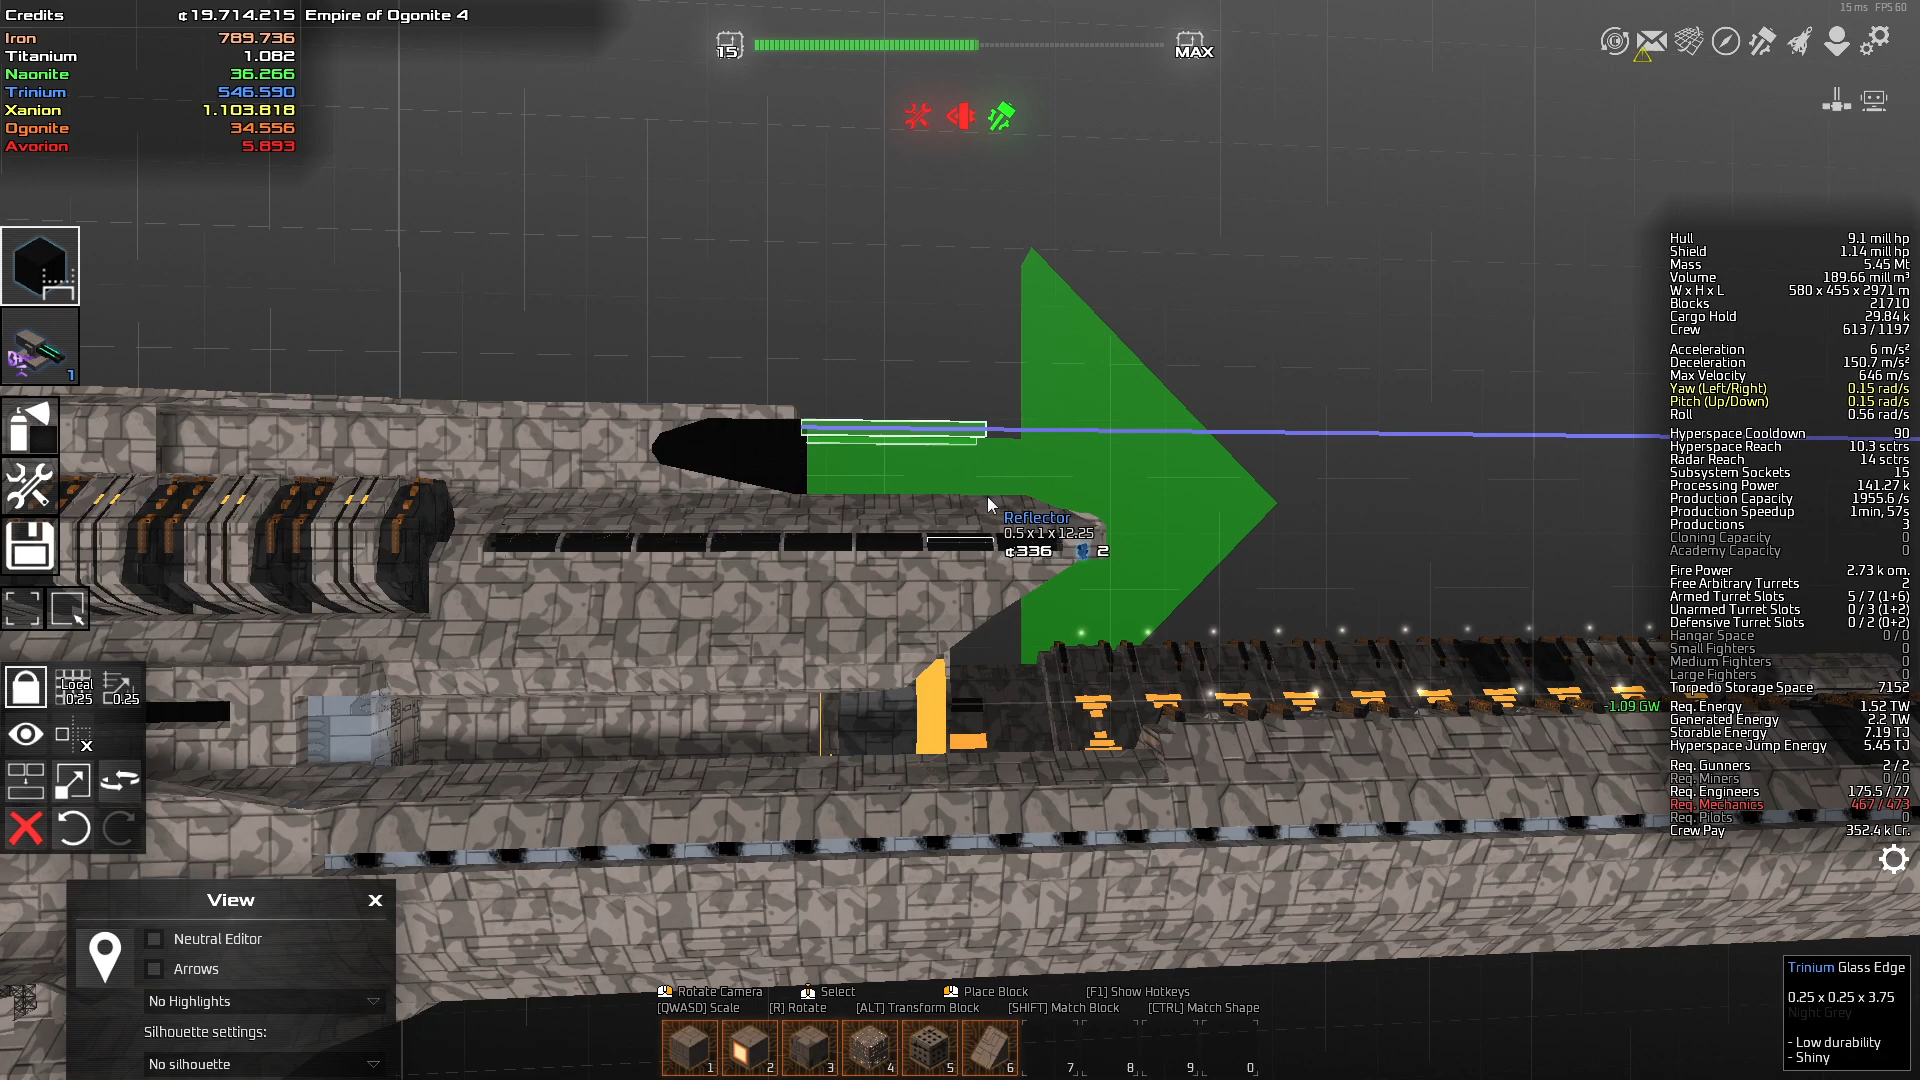 Credits ¢19.714.215 Empire of Ogonite 4
Iron 789.736
Titanium 1.082
Naonite 36.266
Trinium 546.590
Xanion 1.103.818
Ogonite 34.556
Avorion 5.893
15
MAX
15 ms FPS 60
Hull 9.1 mill hp
Shield 1.14 mill hp
Mass 5.45 Mt
Volume 189.66 mill m³
W x H x L 580 x 455 x 2971 m
Blocks 21710
Cargo Hold 29.84 k
Crew 613 / 1197
Acceleration 6 m/s²
Deceleration 150.7 m/s²
Max Velocity 646 m/s
Yaw (Left/Right) 0.15 rad/s
Pitch (Up/Down) 0.15 rad/s
Roll 0.56 rad/s
Hyperspace Cooldown 90
Hyperspace Reach 10.3 sctrs
Radar Reach 14 sctrs
Subsystem Sockets 15
Processing Power 141.27 k
Production Capacity 1955.6 /s
Production Speedup 1min, 57s
Productions 3
Cloning Capacity 0
Academy Capacity 0
Fire Power 2.73 k om.
Free Arbitrary Turrets 2
Armed Turret Slots 5 / 7 (1+6)
Unarmed Turret Slots 0 / 3 (1+2)
Defensive Turret Slots 0 / 2 (0+2)
Hangar Space 0 / 0
Small Fighters 0
Medium Fighters 0
Large Fighters 0
Torpedo Storage Space 7152
-1.09 GW
Req. Energy 1.52 TW
Generated Energy 2.2 TW
Storable Energy 7.19 TJ
Hyperspace Jump Energy 5.45 TJ
Req. Gunners 2 / 2
Req. Miners 0 / 0
Req. Engineers 175.5 / 77
Req. Mechanics 467 / 473
Req. Pilots 0
Crew Pay 352.4 k Cr.
1
Reflector
0.5 x 1 x 12.25
¢336 2
Local
0.25
0.25
X
View X
Neutral Editor
Arrows
No Highlights
Silhouette settings:
No silhouette
Rotate Camera Select Place Block [F1] Show Hotkeys
[QWASD] Scale [R] Rotate [ALT] Transform Block [SHIFT] Match Block [CTRL] Match Shape
1 2 3 4 5 6 7 8 9 0
Trinium Glass Edge
0.25 x 0.25 x 3.75
Night Grey
- Low durability
- Shiny